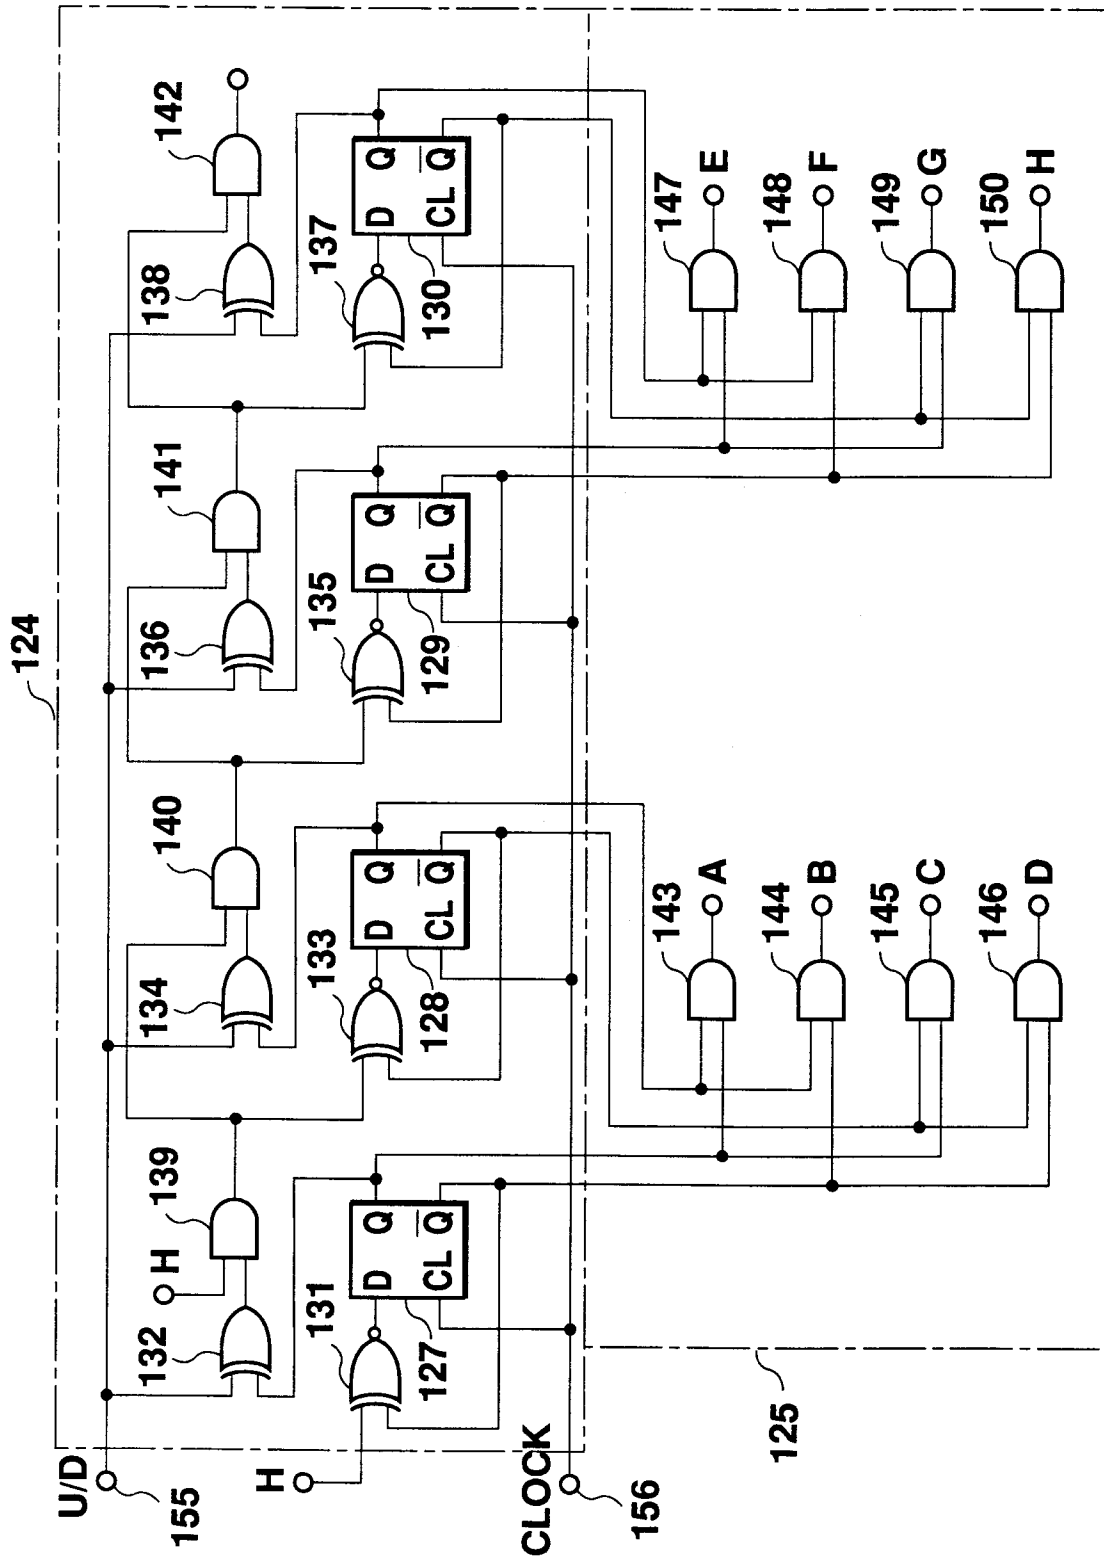 124
U/D
155
132
H
139
134
140
136
141
138
142
H
131
D
Q
CL
Q̅
127
133
D
Q
CL
Q̅
128
135
D
Q
CL
Q̅
129
137
D
Q
CL
Q̅
130
CLOCK
156
125
143
A
144
B
145
C
146
D
147
E
148
F
149
G
150
H